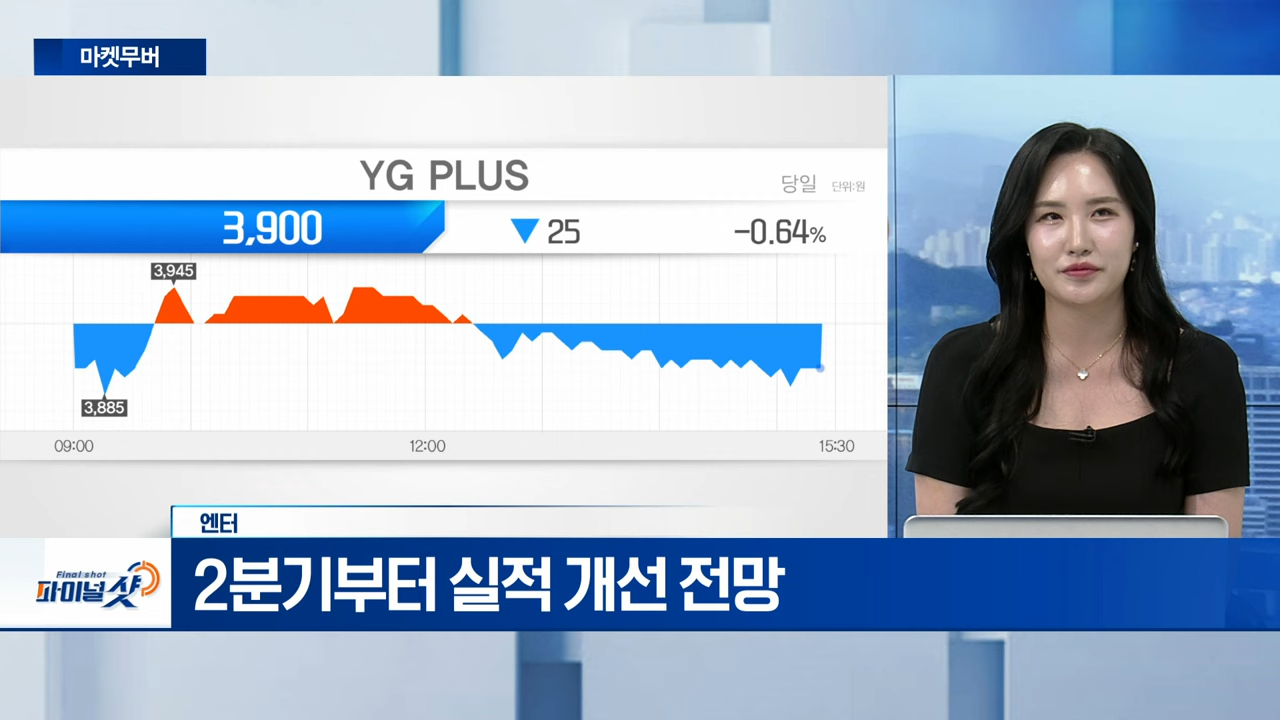 마켓무버
YG PLUS
당일 단위:원
3,900 ▼ 25 -0.64%
3,945
3,885
09:00 12:00 15:30
엔터
Final shot
파이널샷
2분기부터 실적 개선 전망